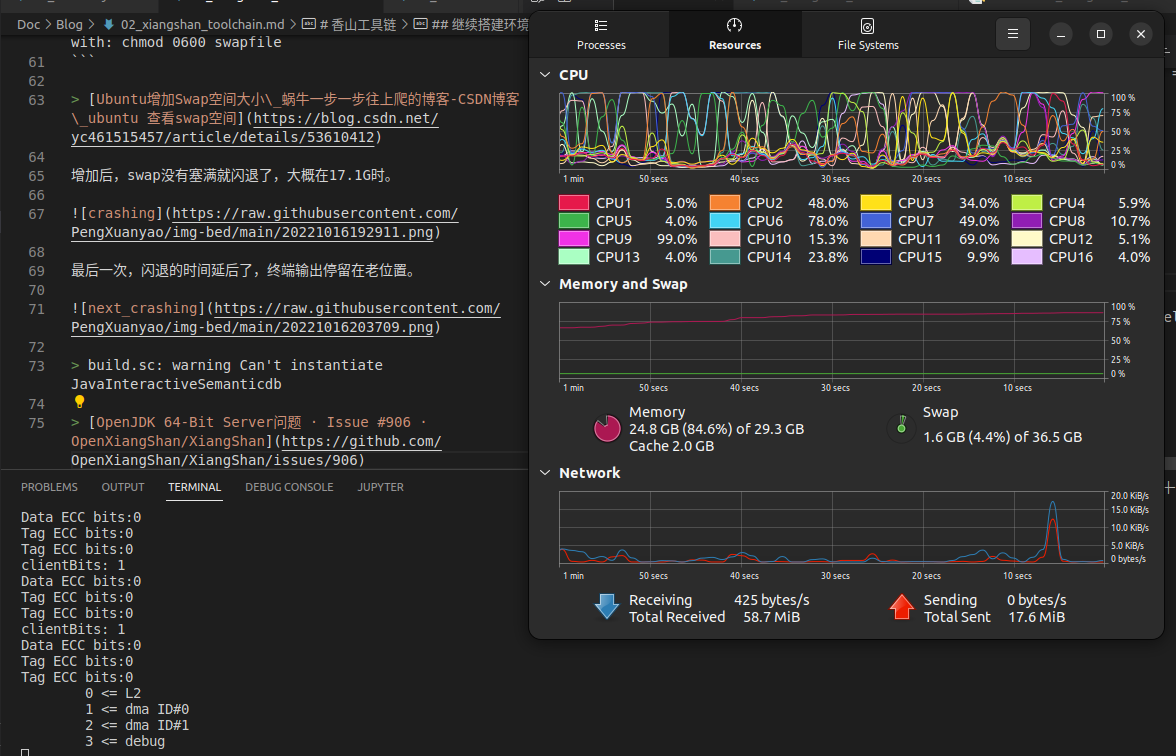 Doc > Blog > 02_xiangshan_toolchain.md > # 香山工具链 > ## 继续搭建环境
with: chmod 0600 swapfile
61 ```
62
63 > [Ubuntu增加Swap空间大小\_蜗牛一步一步往上爬的博客-CSDN博客
\_ubuntu 查看swap空间](https://blog.csdn.net/
yc461515457/article/details/53610412)
64
65 增加后，swap没有塞满就闪退了，大概在17.1G时。
66
67 ![crashing](https://raw.githubusercontent.com/
PengXuanyao/img-bed/main/20221016192911.png)
68
69 最后一次，闪退的时间延后了，终端输出停留在老位置。
70
71 ![next_crashing](https://raw.githubusercontent.com/
PengXuanyao/img-bed/main/20221016203709.png)
72
73 > build.sc: warning Can't instantiate
JavaInteractiveSemanticdb
74
75 > [OpenJDK 64-Bit Server问题 · Issue #906 ·
OpenXiangShan/XiangShan](https://github.com/
OpenXiangShan/XiangShan/issues/906)
PROBLEMS OUTPUT TERMINAL DEBUG CONSOLE JUPYTER
Data ECC bits:0
Tag ECC bits:0
Tag ECC bits:0
clientBits: 1
Data ECC bits:0
Tag ECC bits:0
Tag ECC bits:0
clientBits: 1
Data ECC bits:0
Tag ECC bits:0
Tag ECC bits:0
0 <= L2
1 <= dma ID#0
2 <= dma ID#1
3 <= debug
Processes Resources File Systems
CPU
100 %
75 %
50 %
25 %
0 %
1 min 50 secs 40 secs 30 secs 20 secs 10 secs
CPU1 5.0% CPU2 48.0% CPU3 34.0% CPU4 5.9%
CPU5 4.0% CPU6 78.0% CPU7 49.0% CPU8 10.7%
CPU9 99.0% CPU10 15.3% CPU11 69.0% CPU12 5.1%
CPU13 4.0% CPU14 23.8% CPU15 9.9% CPU16 4.0%
Memory and Swap
100 %
75 %
50 %
25 %
0 %
1 min 50 secs 40 secs 30 secs 20 secs 10 secs
Memory
24.8 GB (84.6%) of 29.3 GB
Cache 2.0 GB
Swap
1.6 GB (4.4%) of 36.5 GB
Network
20.0 KiB/s
15.0 KiB/s
10.0 KiB/s
5.0 KiB/s
0 bytes/s
1 min 50 secs 40 secs 30 secs 20 secs 10 secs
Receiving 425 bytes/s
Total Received 58.7 MiB
Sending 0 bytes/s
Total Sent 17.6 MiB